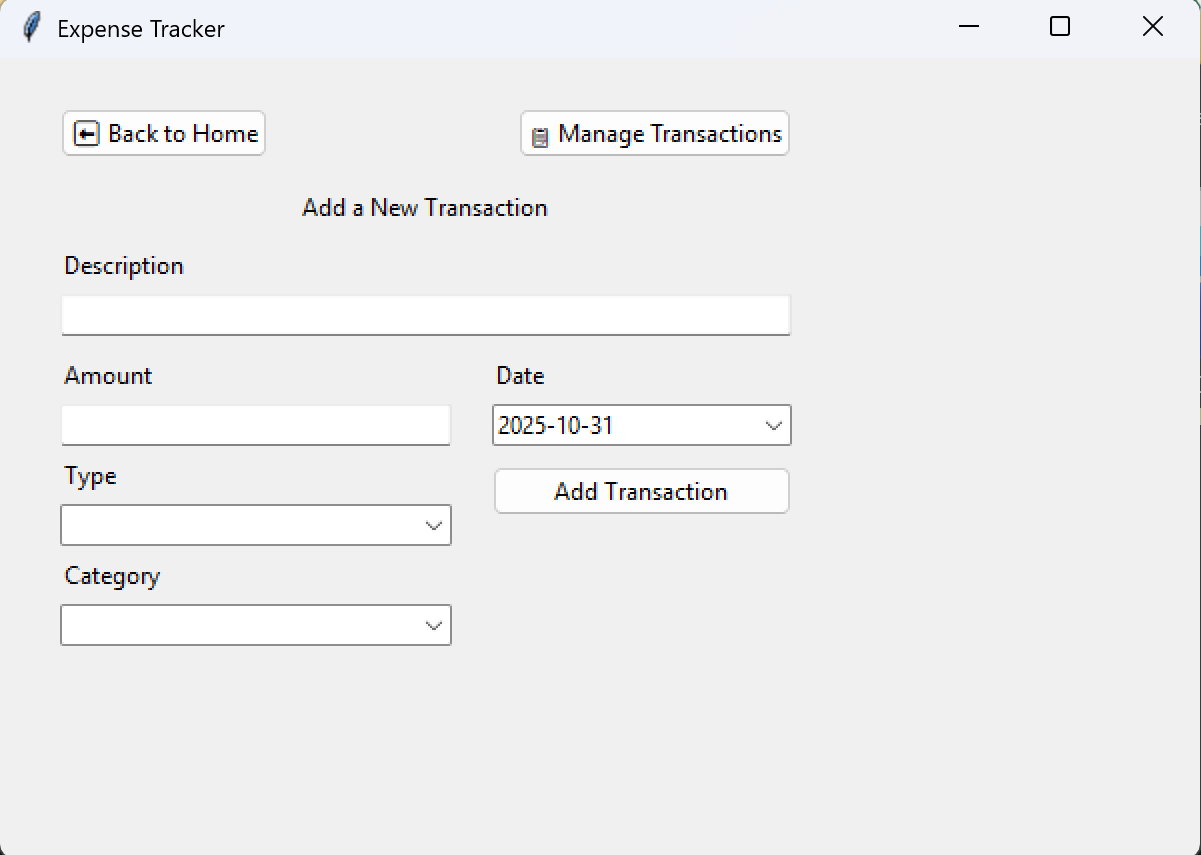 Expense Tracker
Back to Home
Manage Transactions
Add a New Transaction
Description
Amount
Date
2025-10-31
Type
Add Transaction
Category